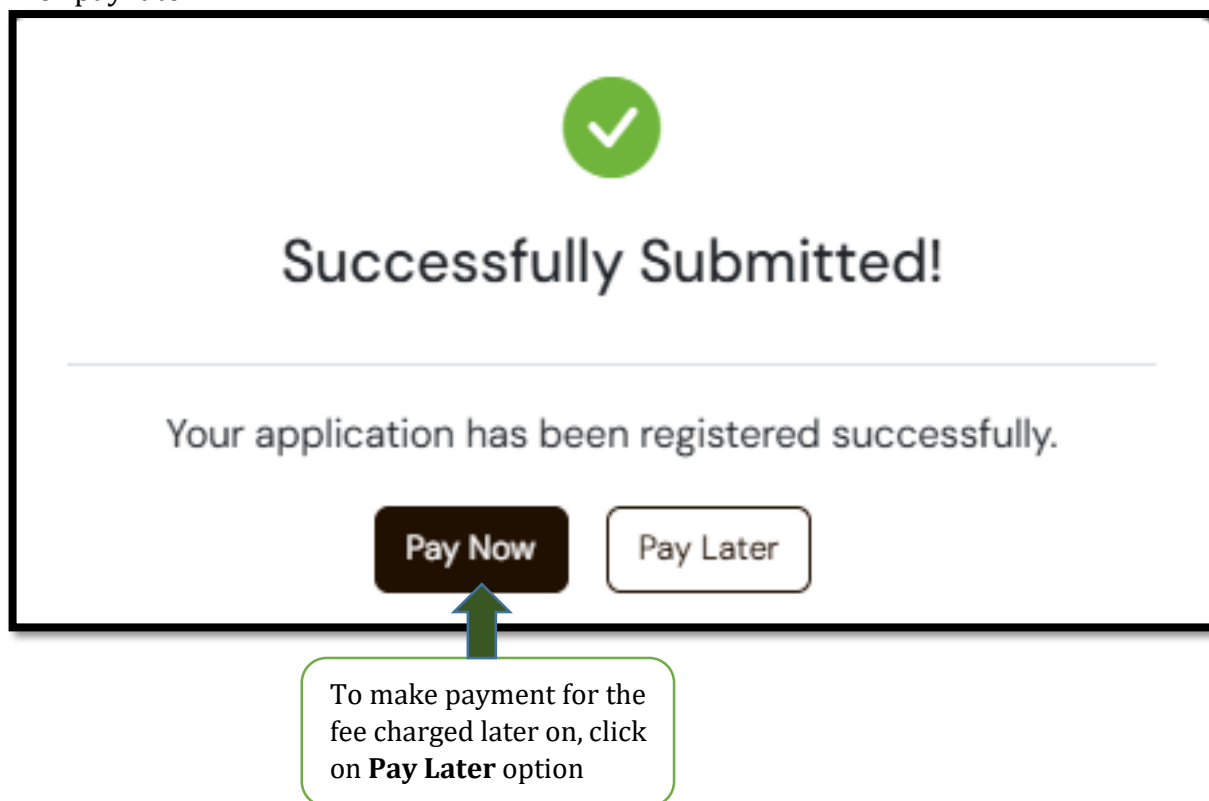 Successfully Submitted!
Your application has been registered successfully.
Pay Now
Pay Later
To make payment for the
fee charged later on, click
on Pay Later option